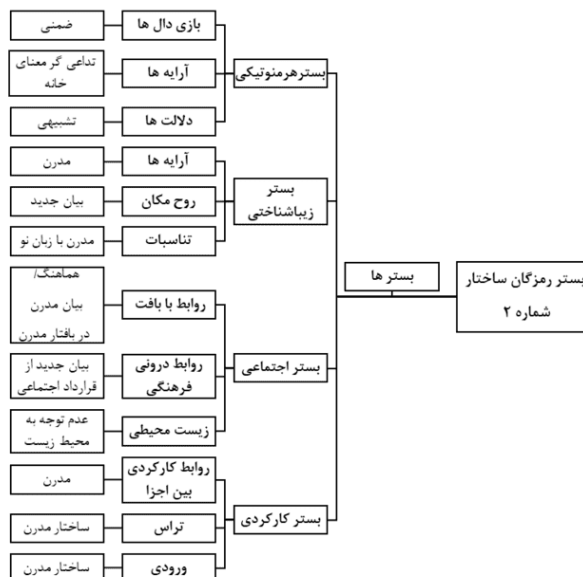 بستر رمزگان ساختار
شماره ۲
بستر ها
بسترهرمنوتیکی
بازی دال ها
ضمنی
آرایه ها
تداعی گر معنای
خانه
دلالت ها
تشبیهی
بستر
زیباشناختی
آرایه ها
مدرن
روح مکان
بیان جدید
تناسبات
مدرن با زبان نو
بستر اجتماعی
روابط با بافت
هماهنگ/
بیان مدرن
در بافتار مدرن
روابط درونی
فرهنگی
بیان جدید از
قرارداد اجتماعی
زیست محیطی
عدم توجه به
محیط زیست
بستر کارکردی
روابط کارکردی
بین اجزا
مدرن
تراس
ساختار مدرن
ورودی
ساختار مدرن